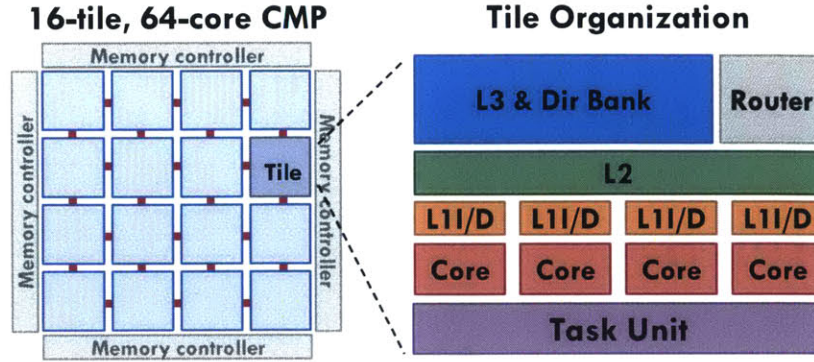 16-tile, 64-core CMP
Memory controller
Memory controller
Memory controller
Tile
Memory controller
Tile Organization
L3 & Dir Bank
Router
L2
L1I/D
L1I/D
L1I/D
L1I/D
Core
Core
Core
Core
Task Unit